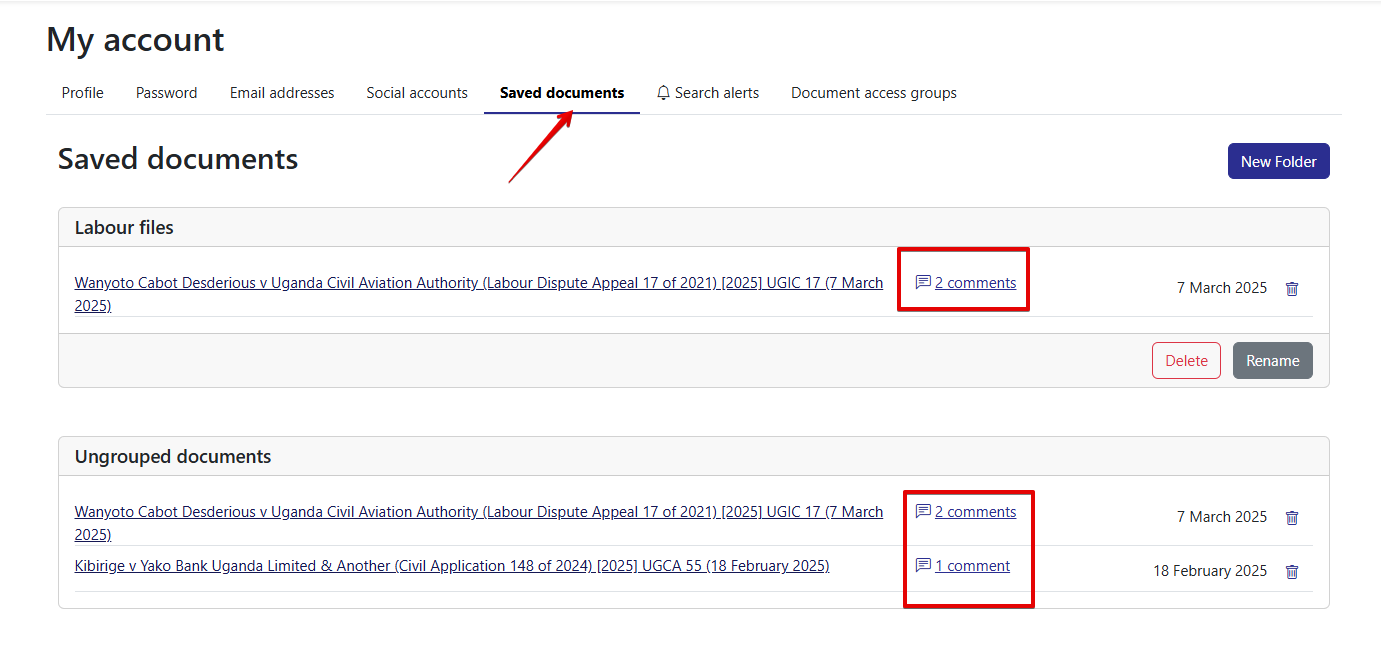 My account
Profile Password Email addresses Social accounts Saved documents Search alerts Document access groups
Saved documents
New Folder
Labour files
Wanyoto Cabot Desderious v Uganda Civil Aviation Authority (Labour Dispute Appeal 17 of 2021) [2025] UGIC 17 (7 March
2025)
2 comments
7 March 2025
Delete Rename
Ungrouped documents
Wanyoto Cabot Desderious v Uganda Civil Aviation Authority (Labour Dispute Appeal 17 of 2021) [2025] UGIC 17 (7 March
2025)
2 comments
7 March 2025
Kibirige v Yako Bank Uganda Limited & Another (Civil Application 148 of 2024) [2025] UGCA 55 (18 February 2025)
1 comment
18 February 2025